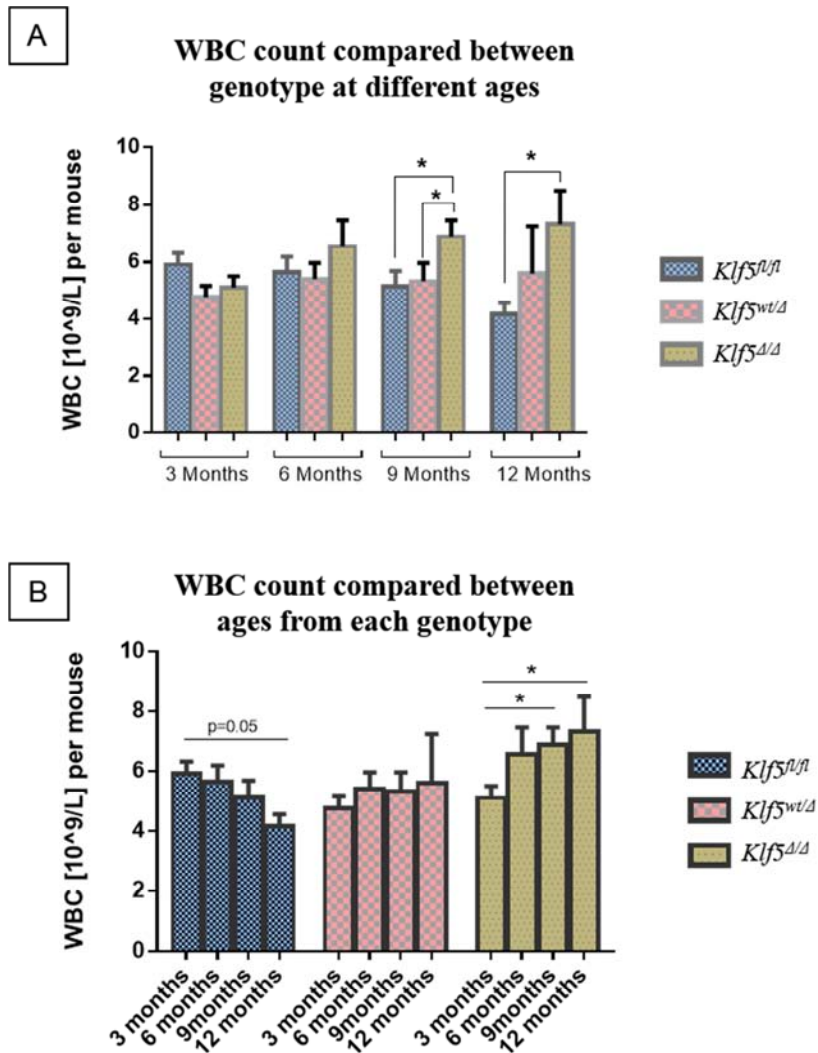 A
WBC count compared between
genotype at different ages
WBC [10^9/L] per mouse
10
8
6
4
2
0
*
*
*
3 Months
6 Months
9 Months
12 Months
Klf5fl/fl
Klf5wt/Δ
Klf5Δ/Δ
B
WBC count compared between
ages from each genotype
WBC [10^9/L] per mouse
10
8
6
4
2
0
p=0.05
*
*
3 months
6 months
9months
12 months
3 months
6 months
9months
12 months
3 months
6 months
9months
12 months
Klf5fl/fl
Klf5wt/Δ
Klf5Δ/Δ